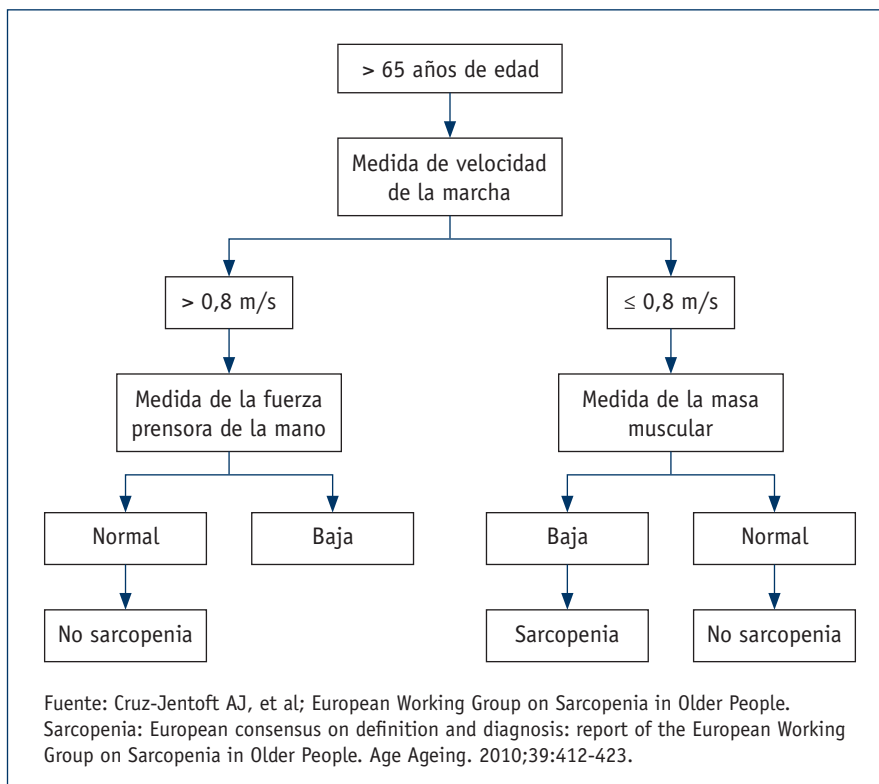 > 65 años de edad
Medida de velocidad
de la marcha
> 0,8 m/s
≤ 0,8 m/s
Medida de la fuerza
prensora de la mano
Medida de la masa
muscular
Normal
Baja
Baja
Normal
No sarcopenia
Sarcopenia
No sarcopenia
Fuente: Cruz-Jentoft AJ, et al; European Working Group on Sarcopenia in Older People.
Sarcopenia: European consensus on definition and diagnosis: report of the European Working
Group on Sarcopenia in Older People. Age Ageing. 2010;39:412-423.